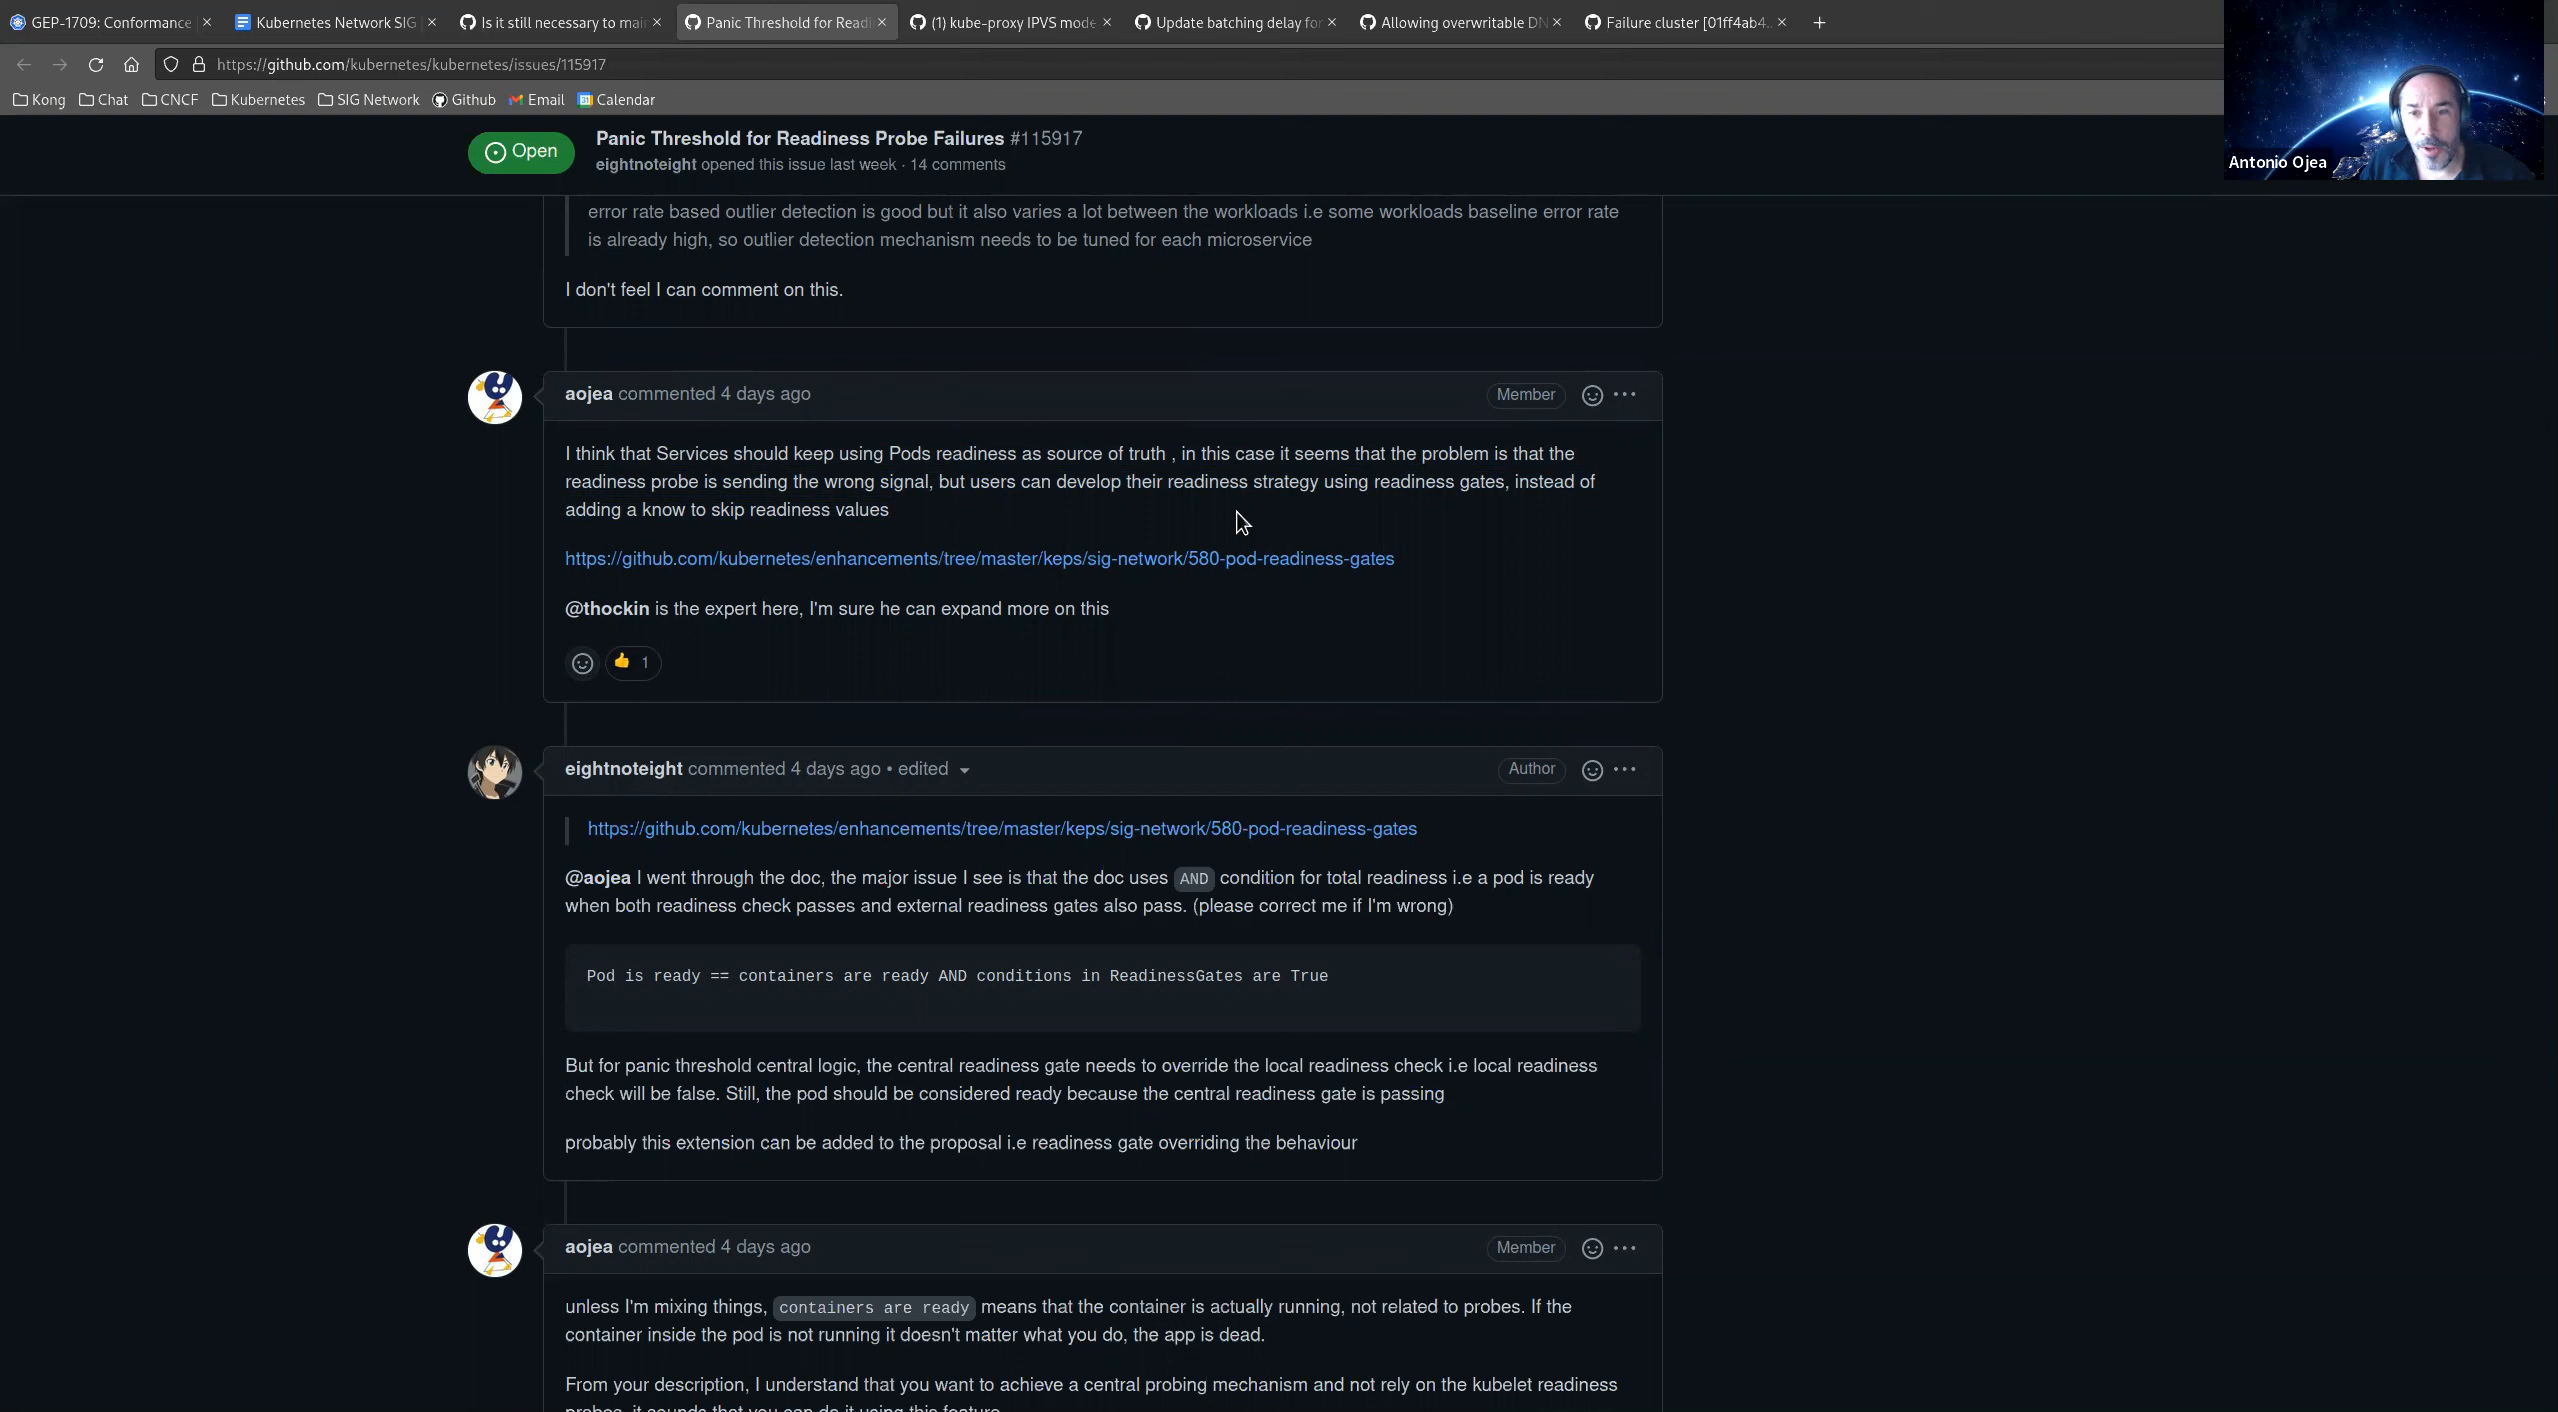 GEP-1709: Conformance
Kubernetes Network SIG
Is it still necessary to mai
Panic Threshold for Readi
(1) kube-proxy IPVS mode
Update batching delay for
Allowing overwritable DN
Failure cluster [01ff4ab4..
https://github.com/kubernetes/kubernetes/issues/115917
Kong
Chat
CNCF
Kubernetes
SIG Network
Github
Email
Calendar
Antonio Ojea
Open
Panic Threshold for Readiness Probe Failures #115917
eightnoteight opened this issue last week · 14 comments
error rate based outlier detection is good but it also varies a lot between the workloads i.e some workloads baseline error rate
is already high, so outlier detection mechanism needs to be tuned for each microservice
I don't feel I can comment on this.
aojea commented 4 days ago
Member
I think that Services should keep using Pods readiness as source of truth , in this case it seems that the problem is that the
readiness probe is sending the wrong signal, but users can develop their readiness strategy using readiness gates, instead of
adding a know to skip readiness values
https://github.com/kubernetes/enhancements/tree/master/keps/sig-network/580-pod-readiness-gates
@thockin is the expert here, I'm sure he can expand more on this
👍 1
eightnoteight commented 4 days ago • edited
Author
https://github.com/kubernetes/enhancements/tree/master/keps/sig-network/580-pod-readiness-gates
@aojea I went through the doc, the major issue I see is that the doc uses AND condition for total readiness i.e a pod is ready
when both readiness check passes and external readiness gates also pass. (please correct me if I'm wrong)
Pod is ready == containers are ready AND conditions in ReadinessGates are True
But for panic threshold central logic, the central readiness gate needs to override the local readiness check i.e local readiness
check will be false. Still, the pod should be considered ready because the central readiness gate is passing
probably this extension can be added to the proposal i.e readiness gate overriding the behaviour
aojea commented 4 days ago
Member
unless I'm mixing things, containers are ready means that the container is actually running, not related to probes. If the
container inside the pod is not running it doesn't matter what you do, the app is dead.
From your description, I understand that you want to achieve a central probing mechanism and not rely on the kubelet readiness
probes, it sounds that you can do it using this feature